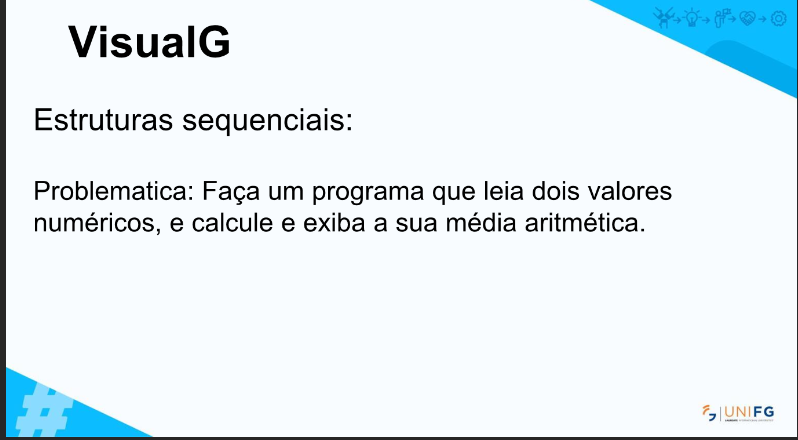 VisualG
Estruturas sequenciais:
Problematica: Faça um programa que leia dois valores
numéricos, e calcule e exiba a sua média aritmética.
#
UNIFG